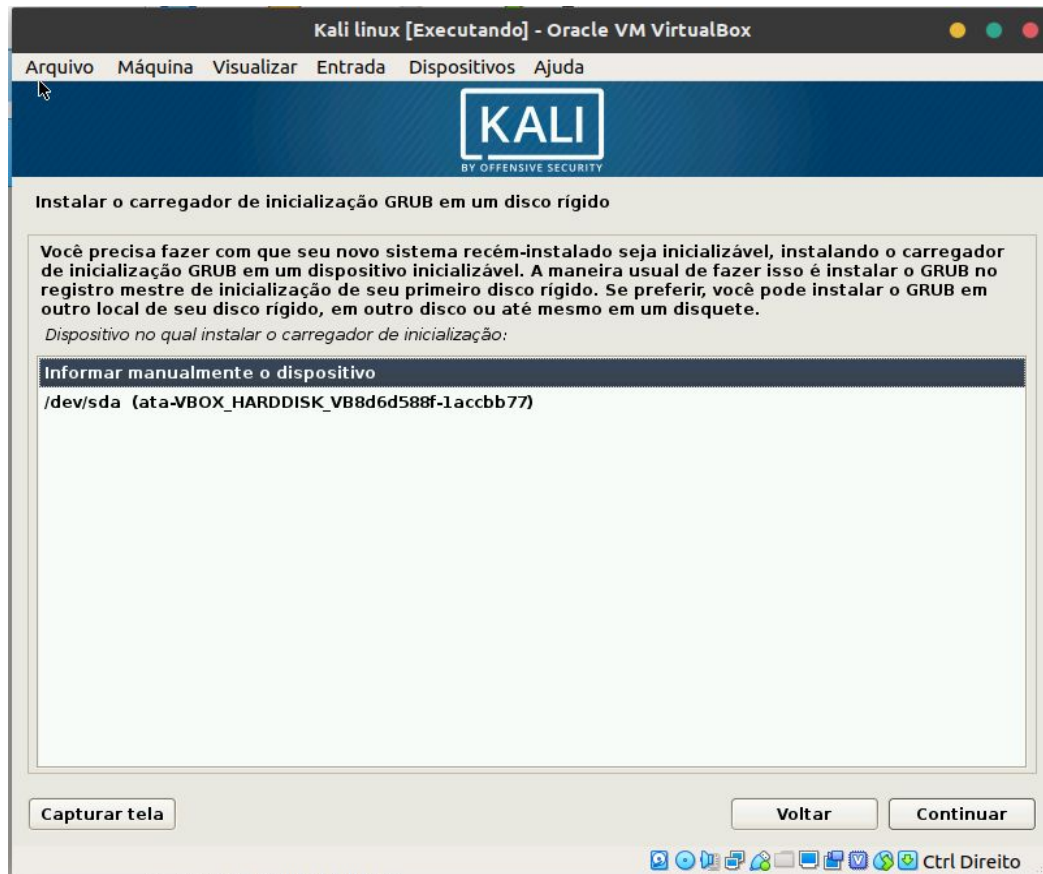 Kali linux [Executando] - Oracle VM VirtualBox
Arquivo Máquina Visualizar Entrada Dispositivos Ajuda
KALI
BY OFFENSIVE SECURITY
Instalar o carregador de inicialização GRUB em um disco rígido
Você precisa fazer com que seu novo sistema recém-instalado seja inicializável, instalando o carregador
de inicialização GRUB em um dispositivo inicializável. A maneira usual de fazer isso é instalar o GRUB no
registro mestre de inicialização de seu primeiro disco rígido. Se preferir, você pode instalar o GRUB em
outro local de seu disco rígido, em outro disco ou até mesmo em um disquete.
Dispositivo no qual instalar o carregador de inicialização:
Informar manualmente o dispositivo
/dev/sda (ata-VBOX_HARDDISK_VB8d6d588f-1accbb77)
Capturar tela Voltar Continuar
Ctrl Direito